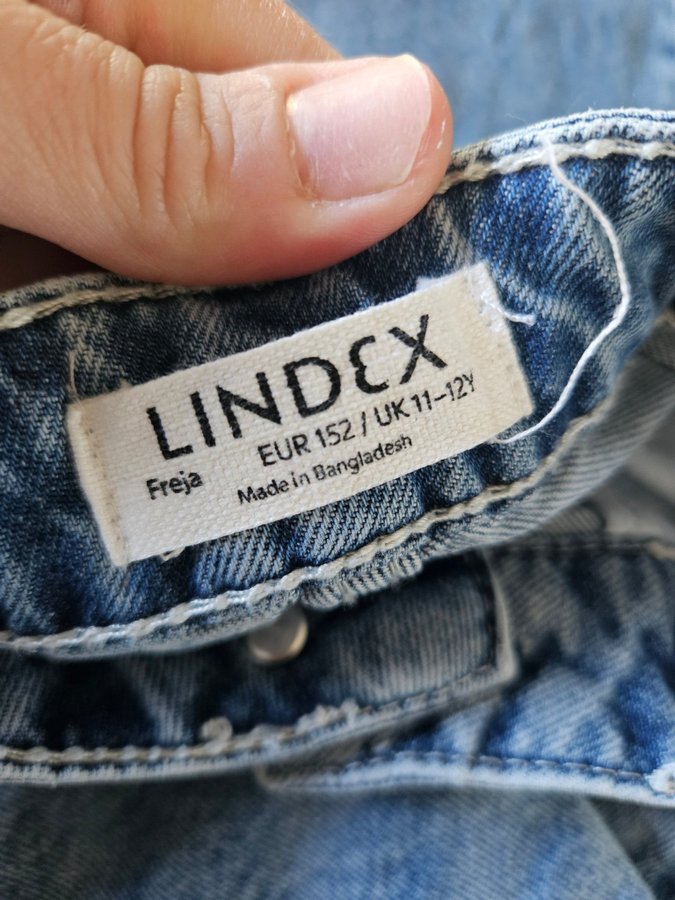 LINDEX
EUR 152 / UK 11–12Y
Freja
Made in Bangladesh